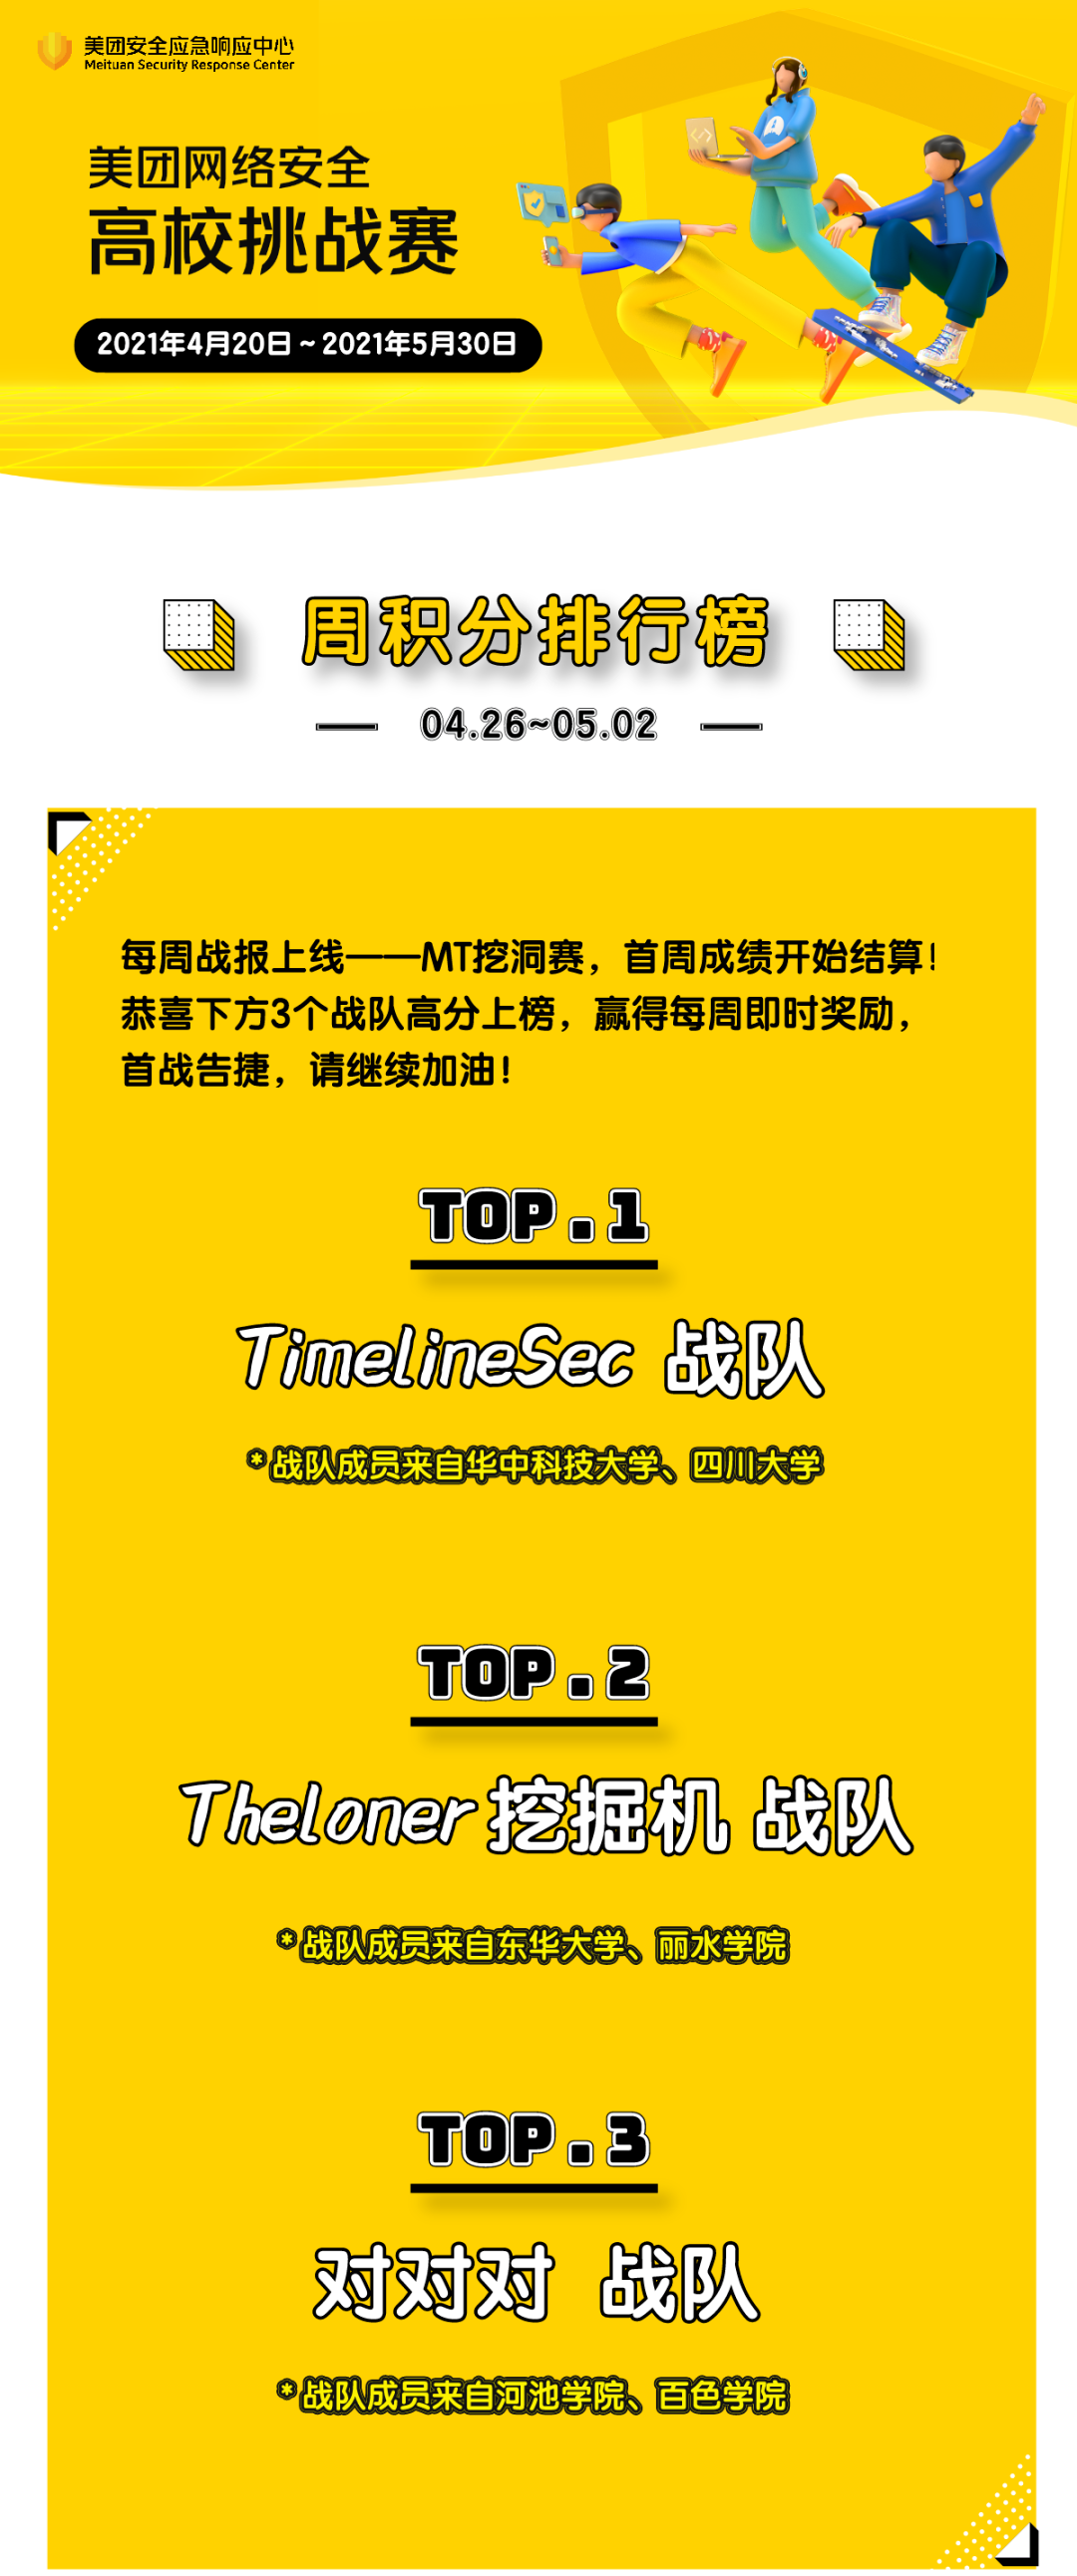 美团安全应急响应中心
Meituan Security Response Center
美团网络安全
高校挑战赛
2021年4月20日 ~ 2021年5月30日
周积分排行榜
04.26~05.02
每周战报上线——MT挖洞赛，首周成绩开始结算！
恭喜下方3个战队高分上榜，赢得每周即时奖励，
首战告捷，请继续加油！
TOP.1
TimelineSec 战队
*战队成员来自华中科技大学、四川大学
TOP.2
Theloner 挖掘机 战队
*战队成员来自东华大学、丽水学院
TOP.3
对对对 战队
*战队成员来自河池学院、百色学院